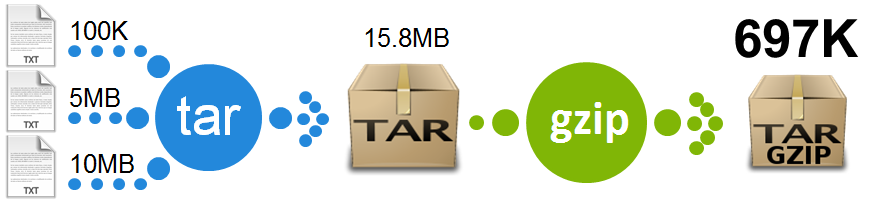 100K
TXT
5MB
TXT
10MB
TXT
tar
15.8MB
TAR
gzip
697K
TAR
GZIP